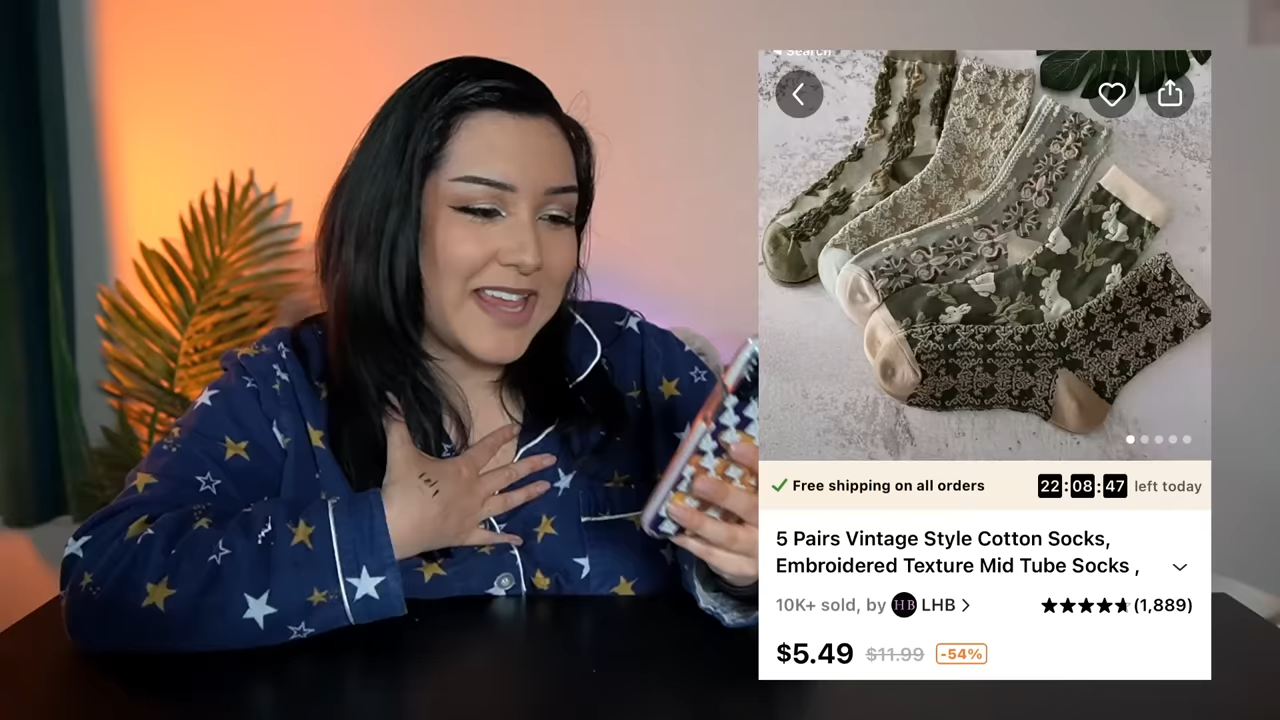 Search
Free shipping on all orders
22:08:47 left today
5 Pairs Vintage Style Cotton Socks,
Embroidered Texture Mid Tube Socks ,
10K+ sold, by HB LHB
(1,889)
$5.49 $11.99 -54%